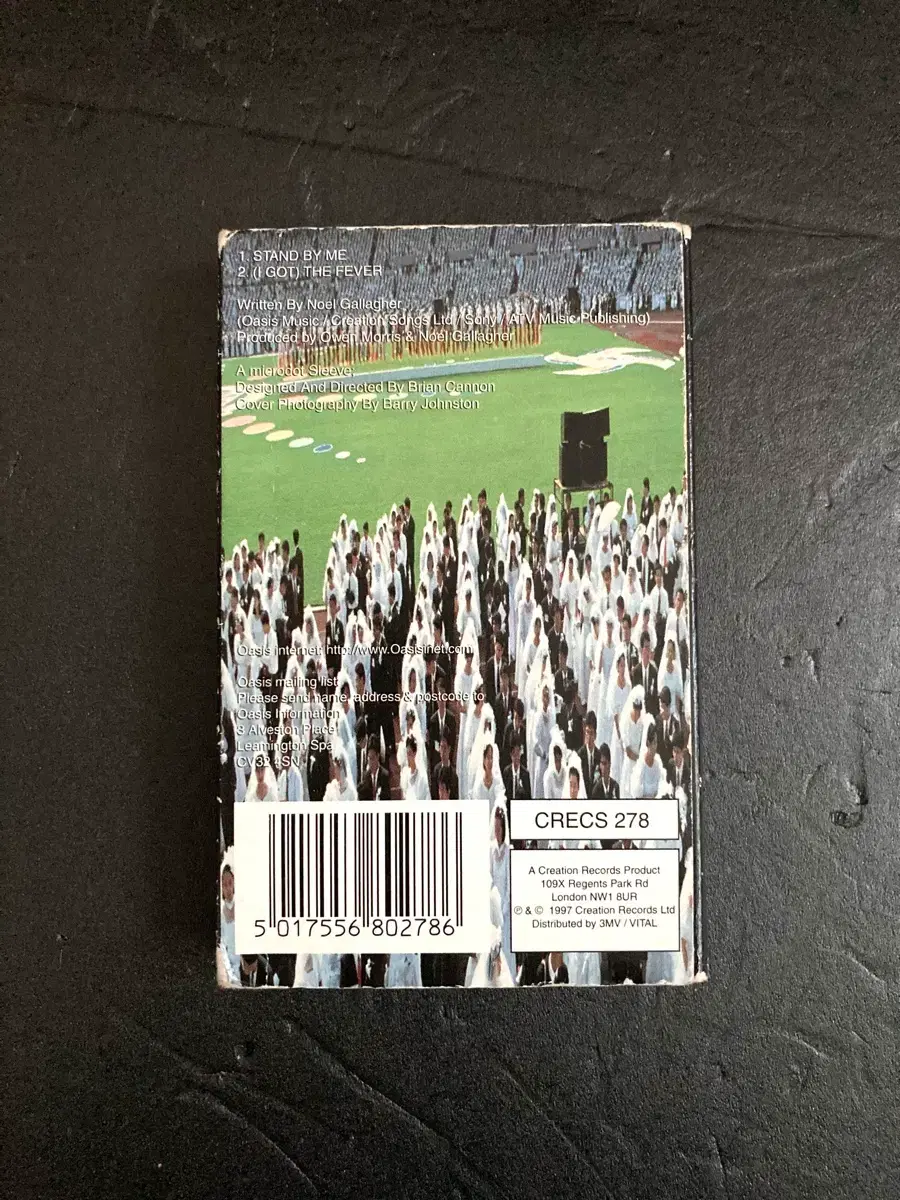 1. STAND BY ME
2. (I GOT) THE FEVER
Written By Noel Gallagher
(Oasis Music / Creation Songs Ltd / Sony / ATV Music Publishing)
Produced by Owen Morris & Noel Gallagher
A microdot Sleeve;
Designed And Directed By Brian Cannon
Cover Photography By Barry Johnston
Oasis internet: http://www.Oasisinet.com
Oasis mailing list
Please send name, address & postcode to
Oasis Information
8 Alveston Place
Leamington Spa
CV32 4SN
5 017556 802786
CRECS 278
A Creation Records Product
109X Regents Park Rd
London NW1 8UR
℗ & © 1997 Creation Records Ltd
Distributed by 3MV / VITAL